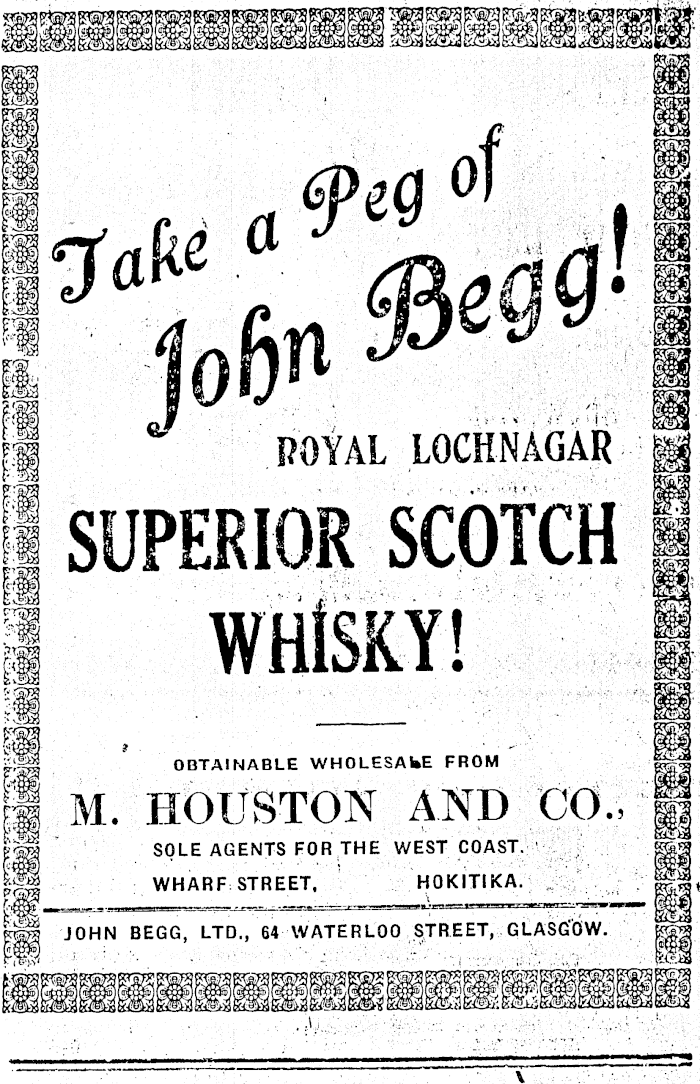 Take a Peg of
John Begg!
ROYAL LOCHNAGAR
SUPERIOR SCOTCH
WHISKY!
OBTAINABLE WHOLESALE FROM
M. HOUSTON AND CO.,
SOLE AGENTS FOR THE WEST COAST.
WHARF STREET, HOKITIKA.
JOHN BEGG, LTD., 64 WATERLOO STREET, GLASGOW.